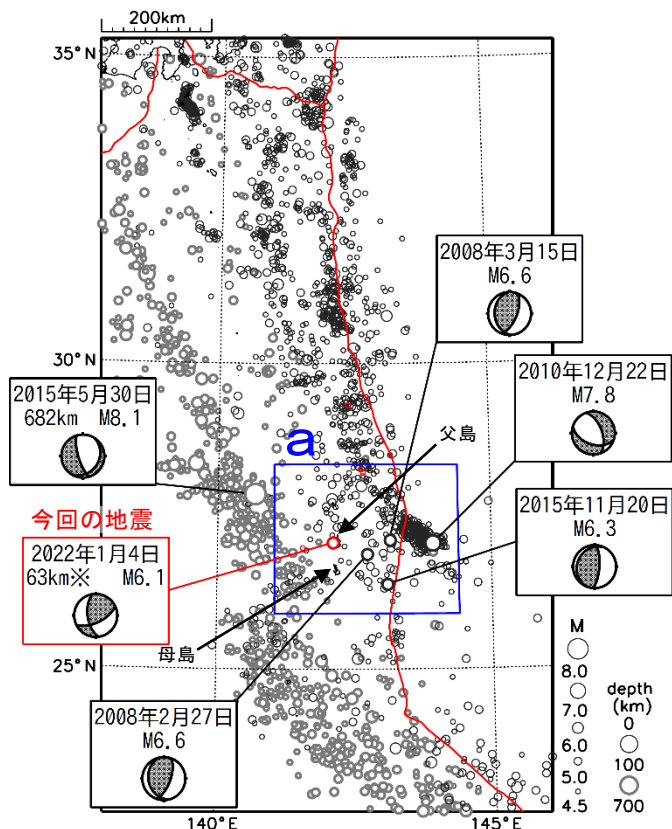 200km
35°N
2008年3月15日
M6.6
30°N
2010年12月22日
M7.8
2015年5月30日
682km M8.1
a
父島
2015年11月20日
M6.3
今回の地震
2022年1月4日
63km※ M6.1
母島
25°N
2008年2月27日
M6.6
M
8.0
7.0
6.0
5.0
4.5
depth
(km)
0
100
700
140°E
145°E